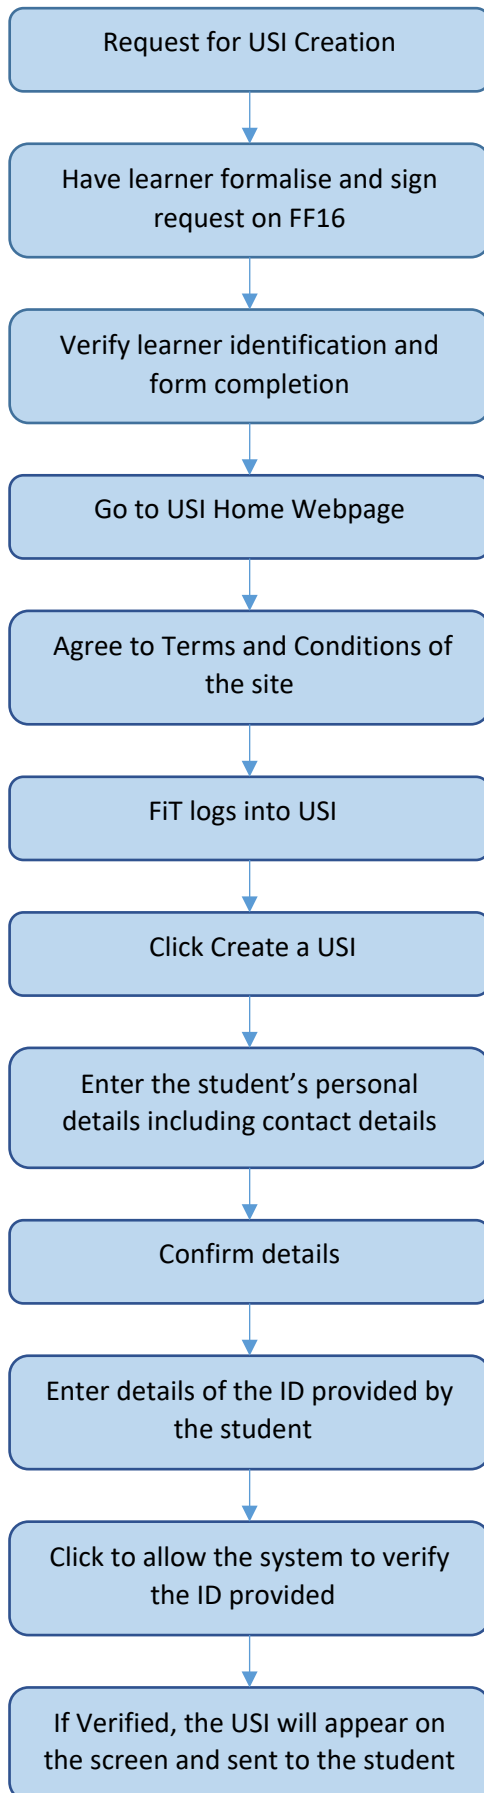 Request for USI Creation
Have learner formalise and sign
request on FF16
Verify learner identification and
form completion
Go to USI Home Webpage
Agree to Terms and Conditions of
the site
FiT logs into USI
Click Create a USI
Enter the student’s personal
details including contact details
Confirm details
Enter details of the ID provided by
the student
Click to allow the system to verify
the ID provided
If Verified, the USI will appear on
the screen and sent to the student